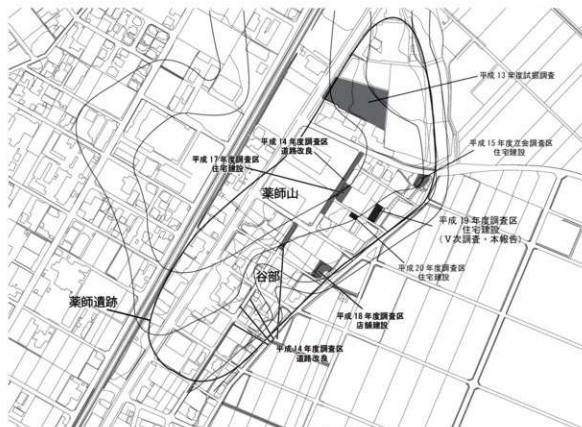 平成13年度試掘調査
平成14年度調査区
道路改良
平成17年度調査区
住宅建設
平成15年度立会調査区
住宅建設
薬師山
平成19年度調査区
住宅建設
(Ⅴ次調査・本報告)
谷部
平成20年度調査区
住宅建設
薬師遺跡
平成18年度調査区
店舗建設
平成14年度調査区
道路改良